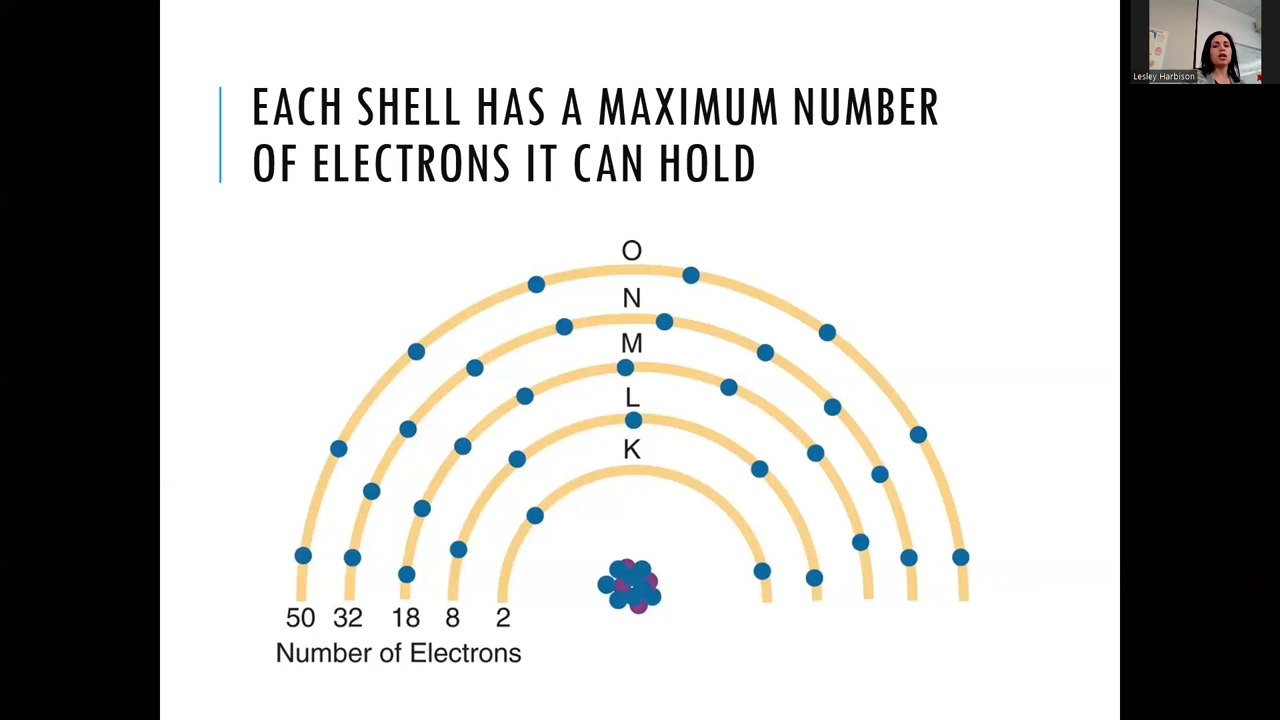 EACH SHELL HAS A MAXIMUM NUMBER
OF ELECTRONS IT CAN HOLD
Lesley Harbison
O
N
M
L
K
50 32 18 8 2
Number of Electrons